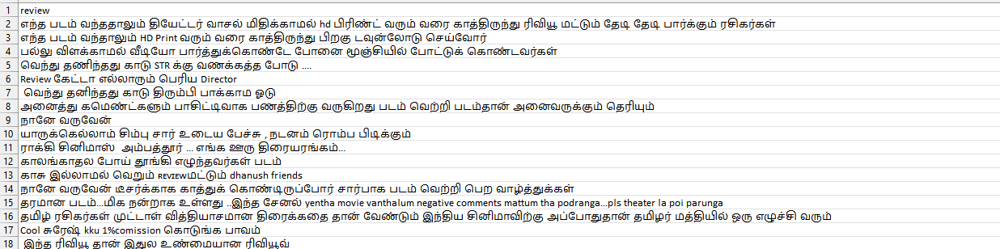 1 review
2 எந்த படம் வந்ததாலும் தியேட்டர் வாசல் மிதிக்காமல் hd பிரிண்ட் வரும் வரை காத்திருந்து ரிவியூ மட்டும் தேடி தேடி பார்க்கும் ரசிகர்கள்
3 எந்த படம் வந்தாலும் HD Print வரும் வரை காத்திருந்து பிறகு டவுன்லோடு செய்வோர்
4 பல்லு விளக்காமல் வீடியோ பார்த்துக்கொண்டே போனை மூஞ்சியில் போட்டுக் கொண்டவர்கள்
5 வெந்து தணிந்தது காடு STR க்கு வணக்கத்த போடு ....
6 Review கேட்டா எல்லாரும் பெரிய Director
7 வெந்து தனிந்தது காடு திரும்பி பாக்காம ஓடு
8 அனைத்து கமெண்ட்களும் பாசிட்டிவாக பணத்திற்கு வருகிறது படம் வெற்றி படம்தான் அனைவருக்கும் தெரியும்
9 நானே வருவேன்
10 யாருக்கெல்லாம் சிம்பு சார் உடைய பேச்சு , நடனம் ரொம்ப பிடிக்கும்
11 ராக்கி சினிமாஸ் அம்பத்தூர் ... எங்க ஊரு திரையரங்கம்...
12 காலங்காதல போய் தூங்கி எழுந்தவர்கள் படம்
13 காசு இல்லாமல் வெறும் REVIEWமட்டும் dhanush friends
14 நானே வருவேன் டீசர்க்காக காத்துக் கொண்டிருப்போர் சார்பாக படம் வெற்றி பெற வாழ்த்துக்கள்
15 தரமான படம்...மிக நன்றாக உள்ளது ..இந்த சேனல் yentha movie vanthalum negative comments mattum tha podranga...pls theater la poi parunga
16 தமிழ் ரசிகர்கள் முட்டாள் வித்தியாசமான திரைக்கதை தான் வேண்டும் இந்திய சினிமாவிற்கு அப்போதுதான் தமிழர் மத்தியில் ஒரு எழுச்சி வரும்
17 Cool சுரேஷ் kku 1%comission கொடுங்க பாவம்
18 இந்த ரிவியூ தான் இதுல உண்மையான ரிவியூவ்